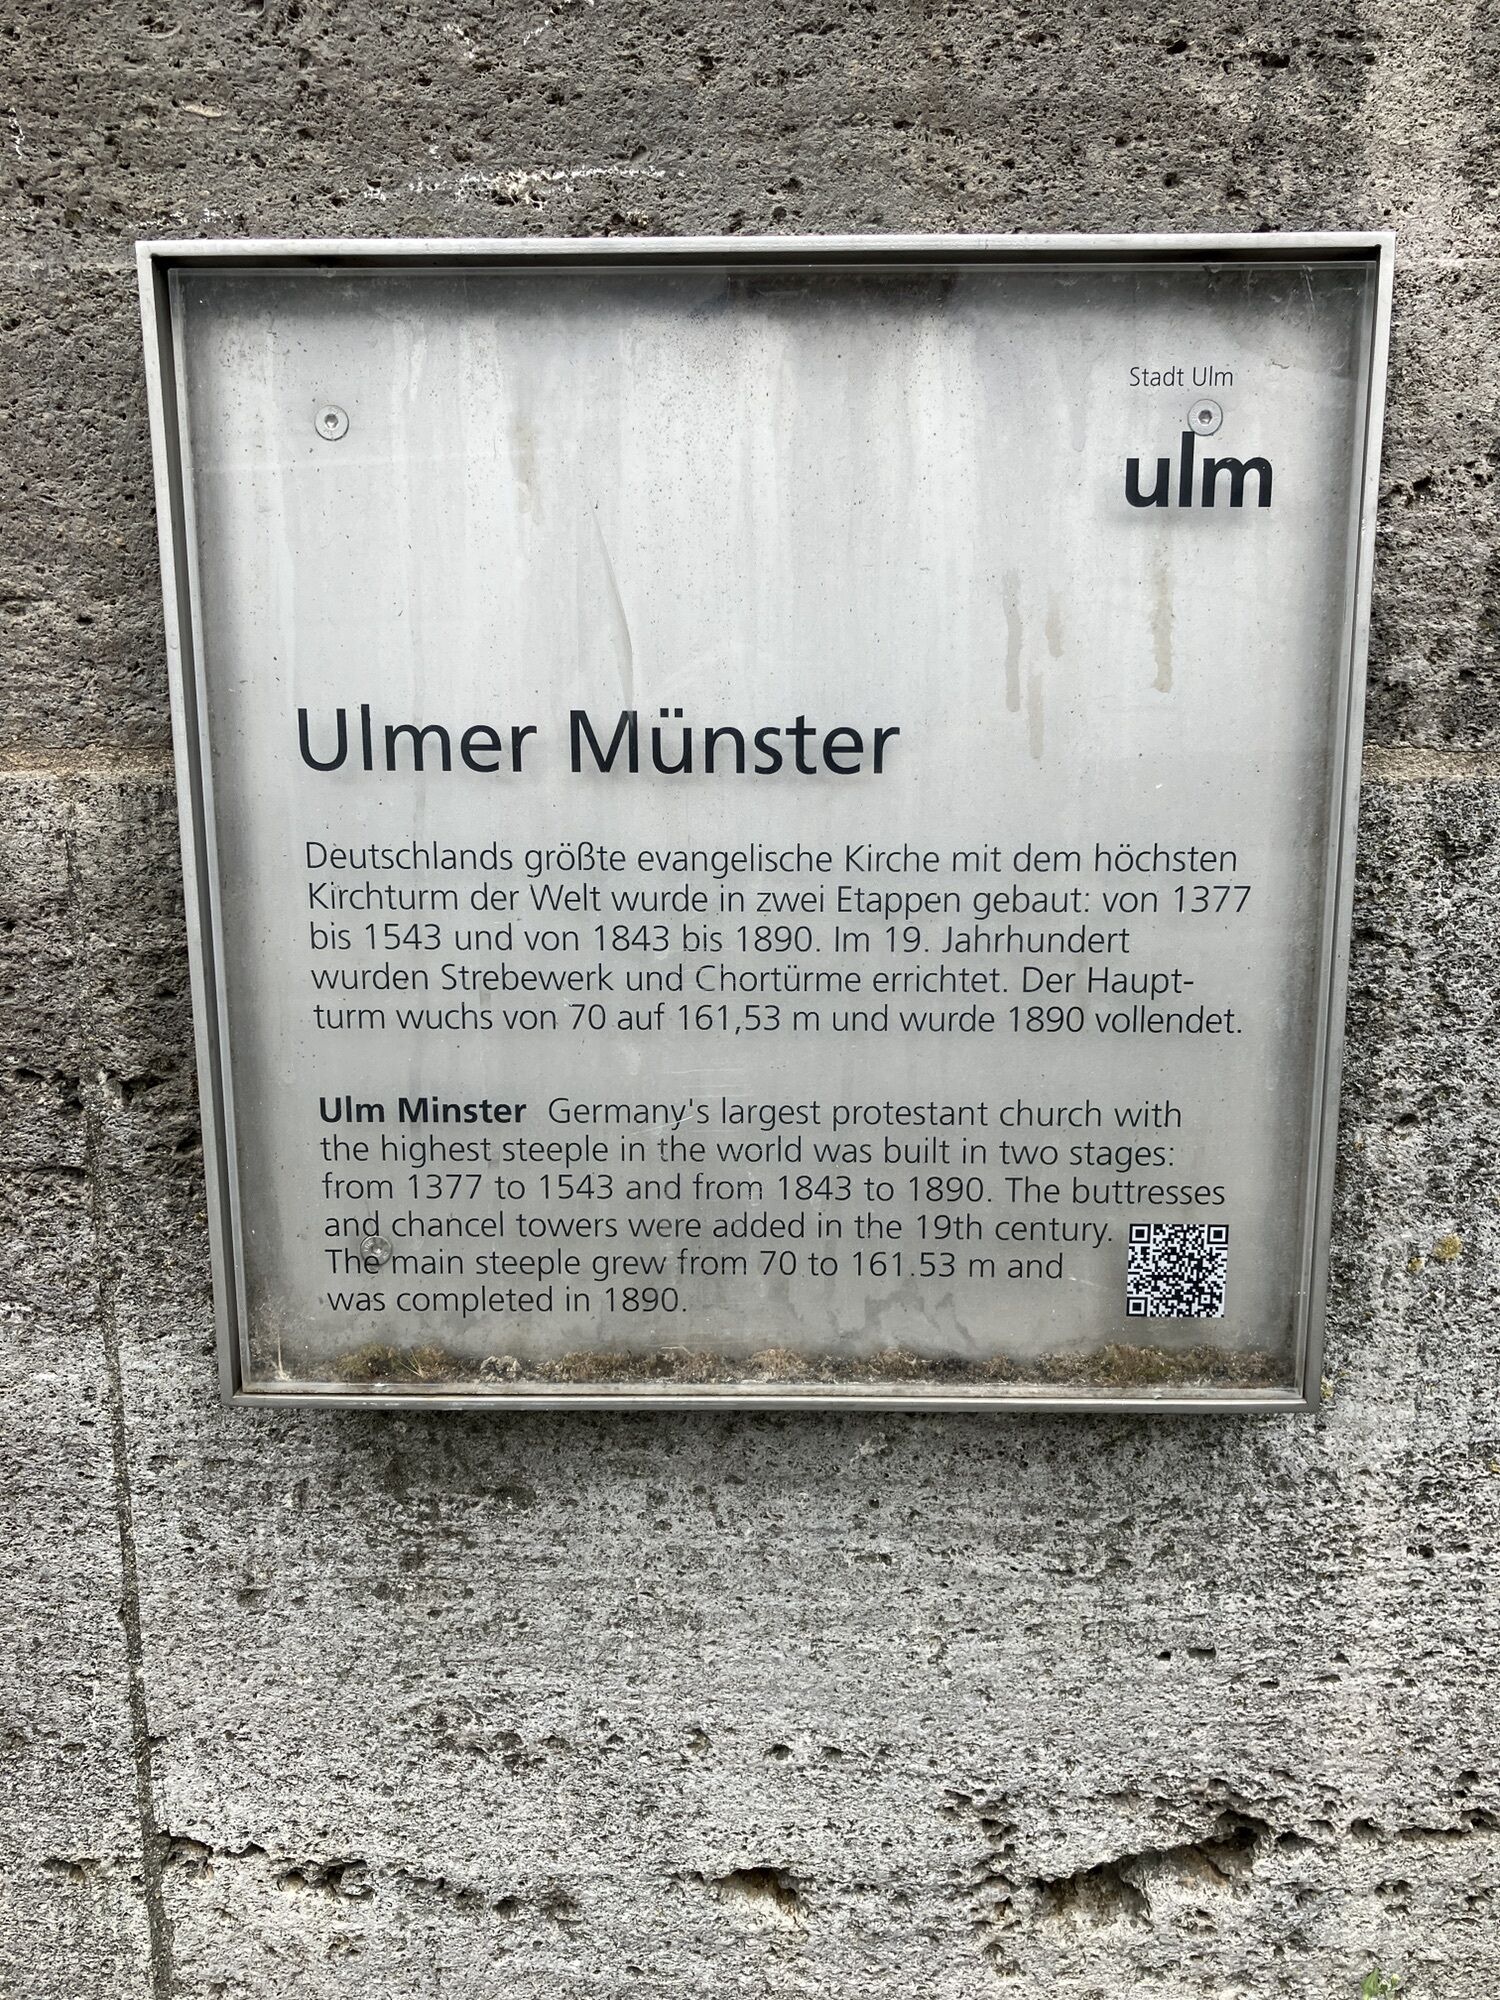 Stadt Ulm
ulm
Ulmer Münster
Deutschlands größte evangelische Kirche mit dem höchsten
Kirchturm der Welt wurde in zwei Etappen gebaut: von 1377
bis 1543 und von 1843 bis 1890. Im 19. Jahrhundert
wurden Strebewerk und Chortürme errichtet. Der Haupt-
turm wuchs von 70 auf 161,53 m und wurde 1890 vollendet.
Ulm Minster Germany's largest protestant church with
the highest steeple in the world was built in two stages:
from 1377 to 1543 and from 1843 to 1890. The buttresses
and chancel towers were added in the 19th century.
The main steeple grew from 70 to 161.53 m and
was completed in 1890.